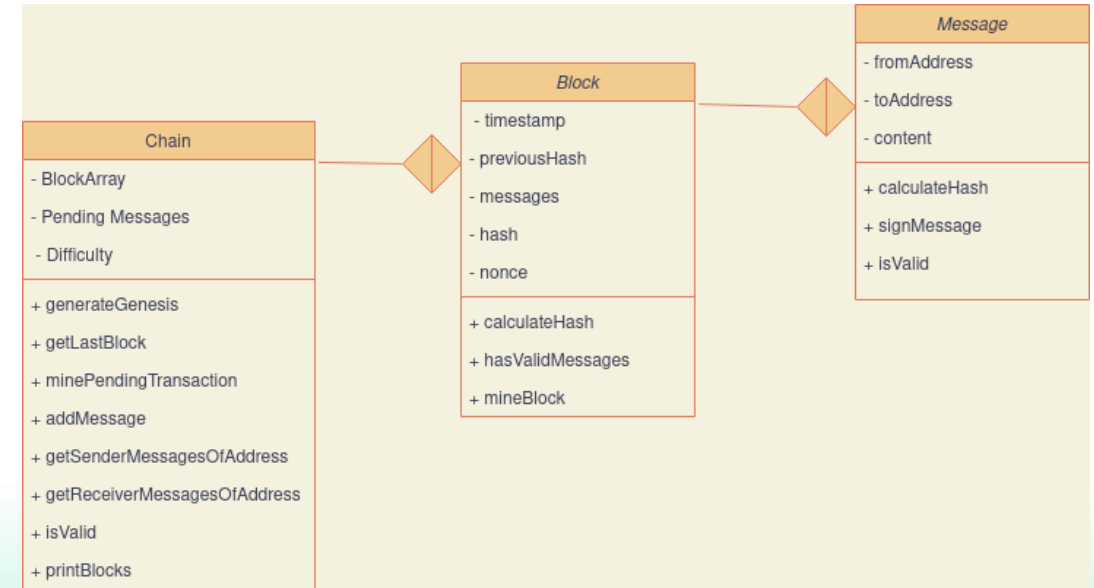 Chain
- BlockArray
- Pending Messages
- Difficulty
+ generateGenesis
+ getLastBlock
+ minePendingTransaction
+ addMessage
+ getSenderMessagesOfAddress
+ getReceiverMessagesOfAddress
+ isValid
+ printBlocks
Block
- timestamp
- previousHash
- messages
- hash
- nonce
+ calculateHash
+ hasValidMessages
+ mineBlock
Message
- fromAddress
- toAddress
- content
+ calculateHash
+ signMessage
+ isValid